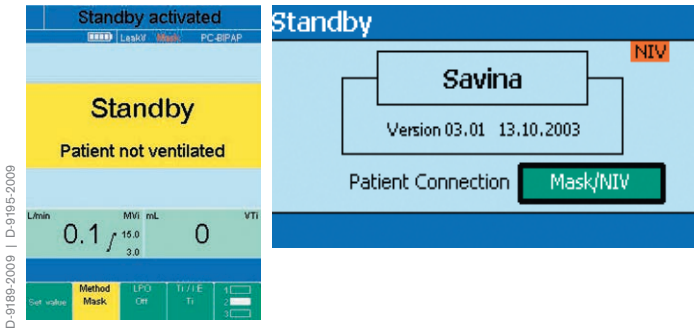 Standby activated
LeakV Mask PC-BIPAP
Standby
Patient not ventilated
L/min MVi mL VTi
0.1 15.0 3.0 0
Set value Method Mask LPO Off Ti / I:E Ti 1 2 3
D-9189-2009 | D-9195-2009
Standby
NIV
Savina
Version 03.01 13.10.2003
Patient Connection Mask/NIV